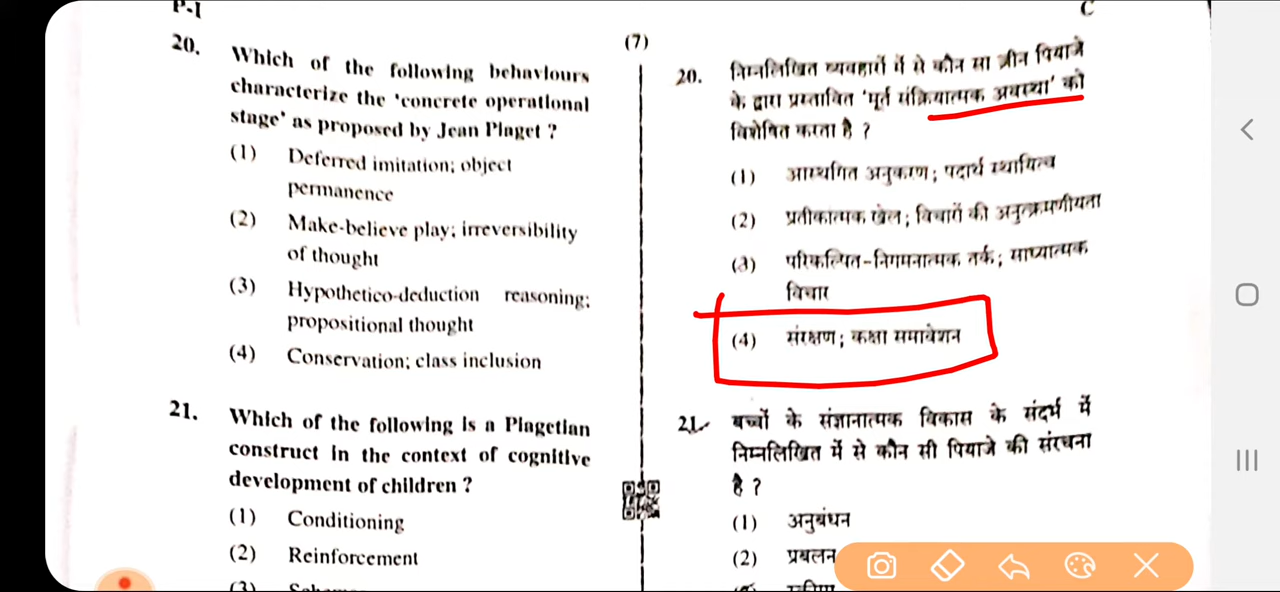 P-I
(7)
C
20. Which of the following behaviours
characterize the 'concrete operational
stage' as proposed by Jean Piaget ?
(1) Deferred imitation; object
permanence
(2) Make-believe play; irreversibility
of thought
(3) Hypothetico-deduction reasoning;
propositional thought
(4) Conservation; class inclusion
21. Which of the following is a Piagetian
construct in the context of cognitive
development of children ?
(1) Conditioning
(2) Reinforcement
(3)
20. निम्नलिखित व्यवहारों में से कौन सा जीन पियाजे
के द्वारा प्रस्तावित 'मूर्त संक्रियात्मक अवस्था' को
विशेषित करता है ?
(1) आस्थगित अनुकरण; पदार्थ स्थायित्व
(2) प्रतीकात्मक खेल; विचारों की अनुत्क्रमणीयता
(3) परिकल्पित-निगमनात्मक तर्क; साध्यात्मक
विचार
(4) संरक्षण; कक्षा समावेशन
21. बच्चों के संज्ञानात्मक विकास के संदर्भ में
निम्नलिखित में से कौन सी पियाजे की संरचना
है ?
(1) अनुबंधन
(2) प्रबलन